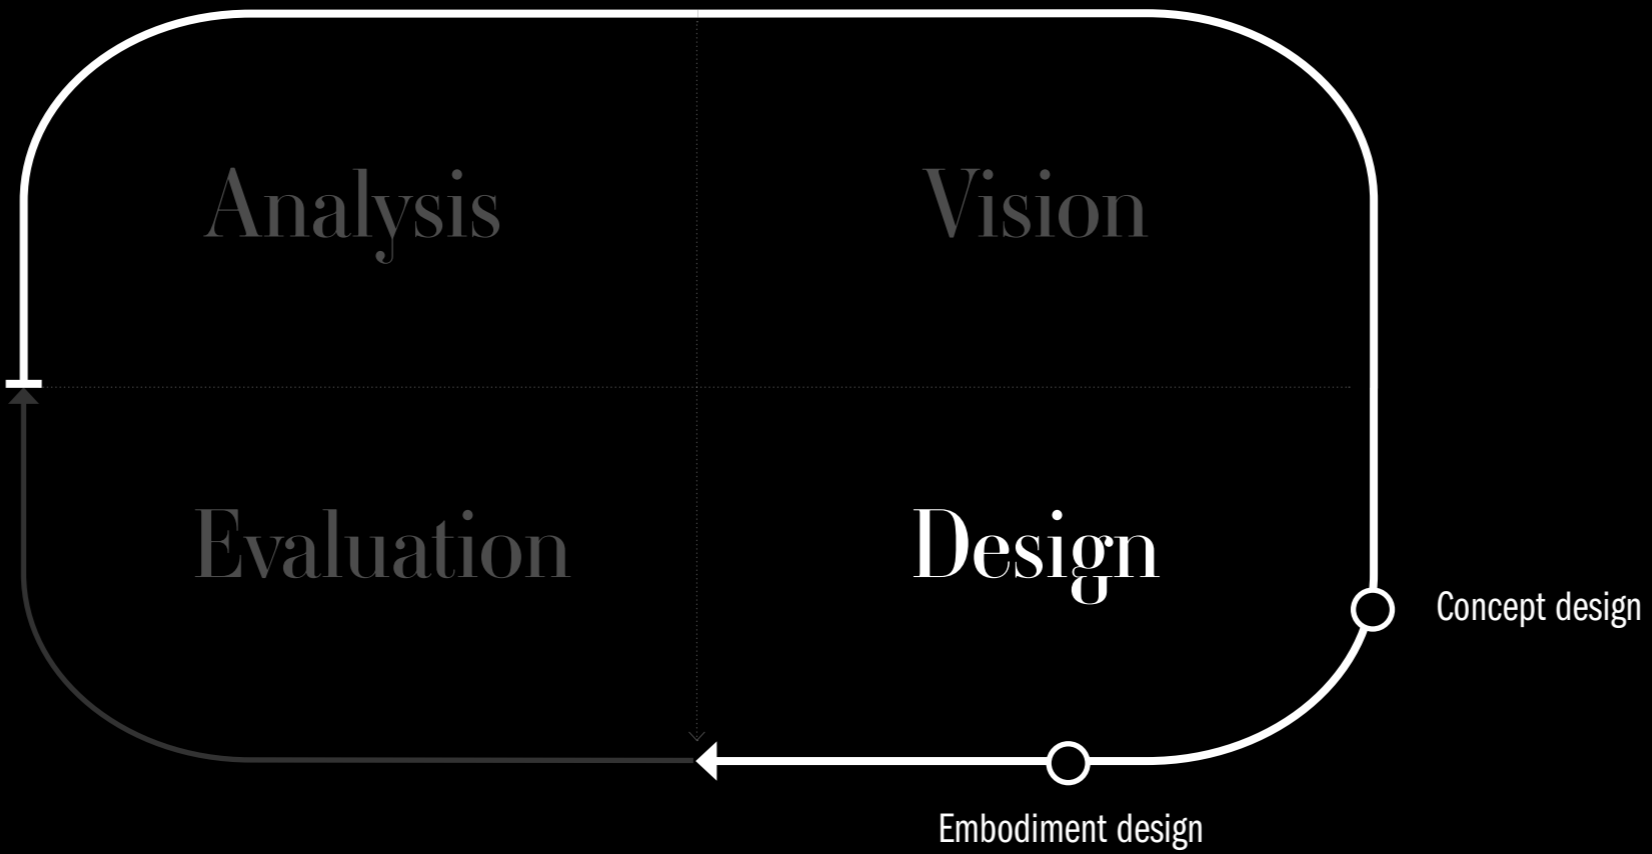 Analysis
Vision
Evaluation
Design
Concept design
Embodiment design